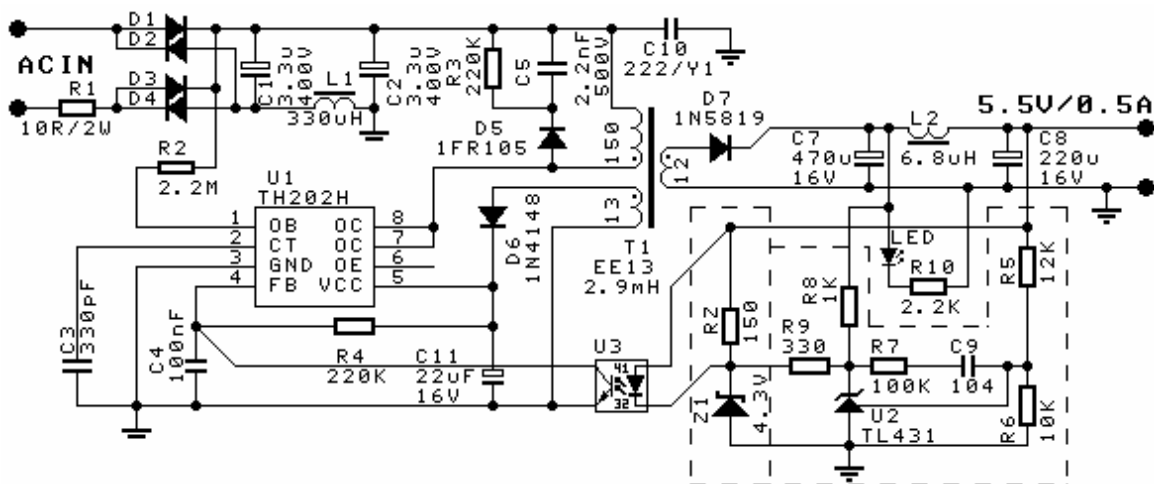 D1
D2
ACIN
D3
D4
R1
10R/2W
C1
3.3U
400V
L1
330uH
C2
3.3U
400V
R3
220K
C5
2.2nF
500V
C10
222/Y1
D5
1FR105
150
12
13
D7
1N5819
5.5V/0.5A
C7
470u
16V
L2
6.8uH
C8
220u
16V
R2
2.2M
U1
TH202H
1 OB OC 8
2 CT OC 7
3 GND OE 6
4 FB VCC 5
D6
1N4148
T1
EE13
2.9mH
LED
R10
2.2K
R5
12K
R8
1K
RZ
150
R9
330
R7
100K
C9
104
C3
330pF
C4
100nF
R4
220K
C11
22uF
16V
U3
41
32
Z1
4.3V
U2
TL431
R6
10K